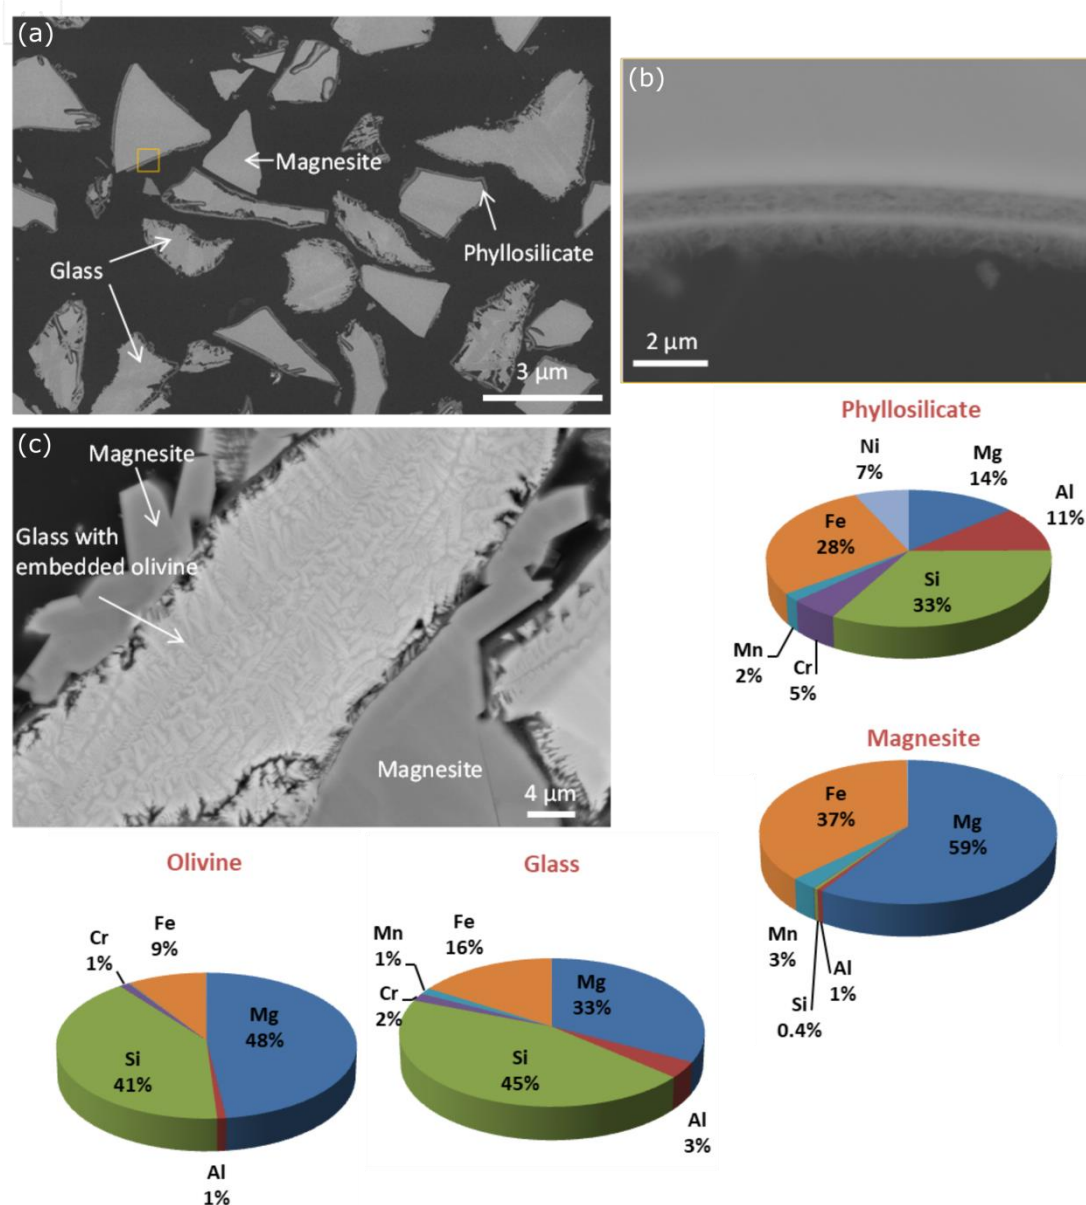 (a)
Magnesite
Phyllosilicate
Glass
3 μm
(b)
2 μm
(c)
Magnesite
Glass with
embedded olivine
Magnesite
4 μm
Phyllosilicate
Ni
7%
Mg
14%
Al
11%
Fe
28%
Si
33%
Mn
2%
Cr
5%
Magnesite
Fe
37%
Mg
59%
Mn
3%
Al
1%
Si
0.4%
Olivine
Fe
9%
Cr
1%
Mg
48%
Si
41%
Al
1%
Glass
Fe
16%
Mn
1%
Mg
33%
Cr
2%
Si
45%
Al
3%